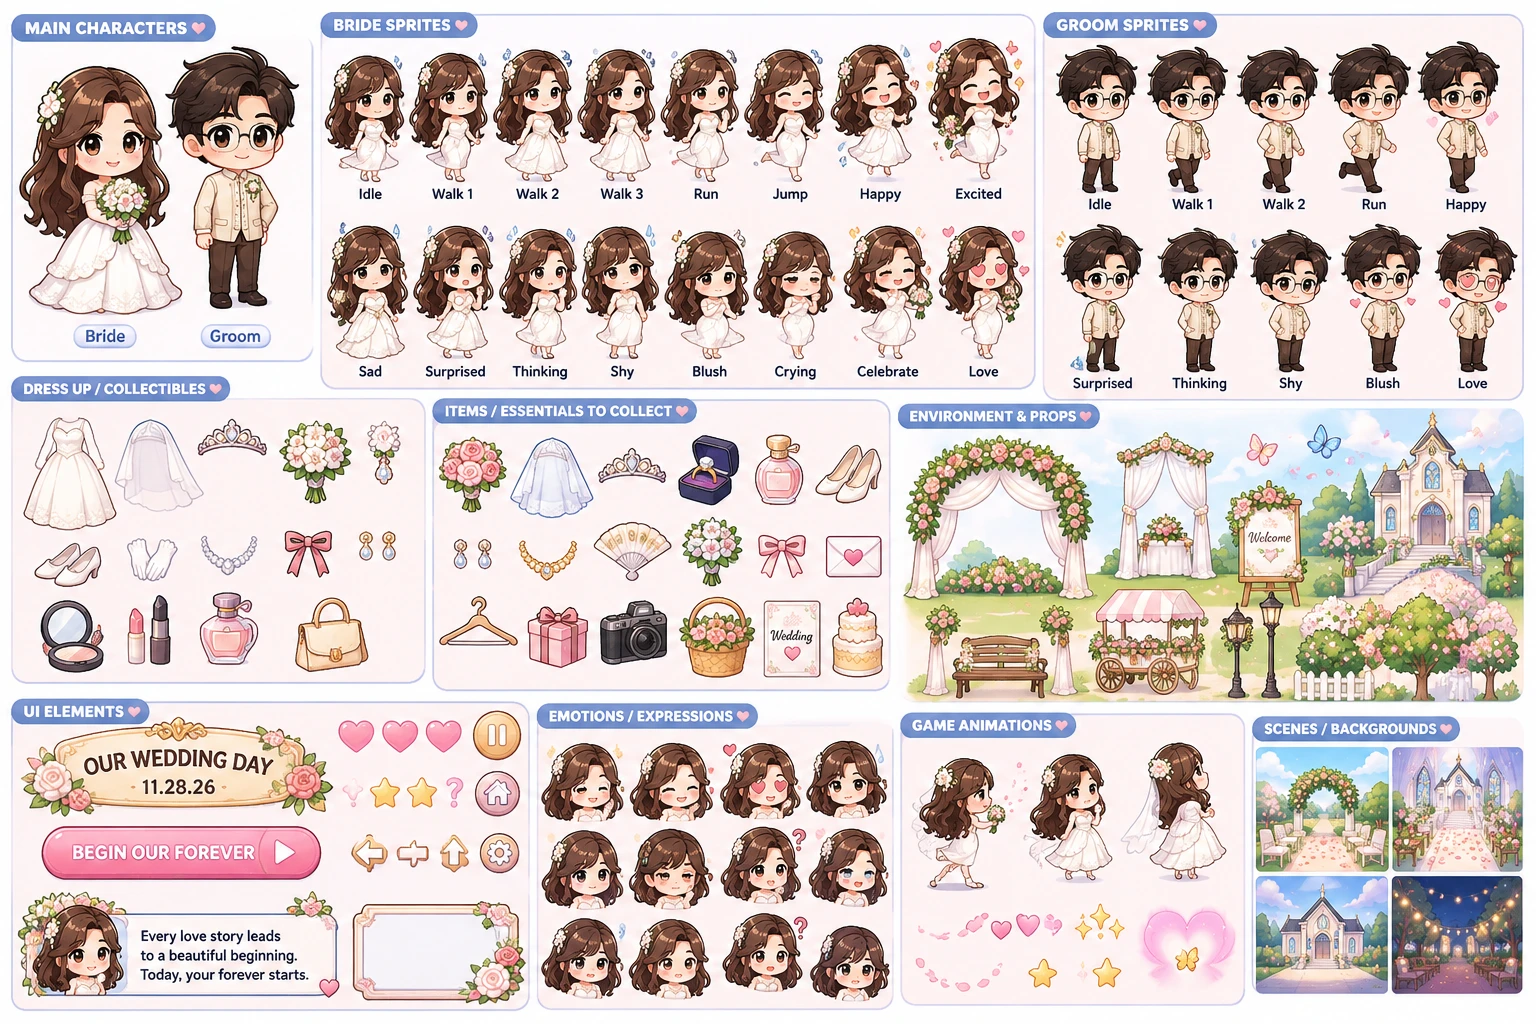 MAIN CHARACTERS
Bride
Groom
BRIDE SPRITES
Idle
Walk 1
Walk 2
Walk 3
Run
Jump
Happy
Excited
Sad
Surprised
Thinking
Shy
Blush
Crying
Celebrate
Love
GROOM SPRITES
Idle
Walk 1
Walk 2
Run
Happy
Surprised
Thinking
Shy
Blush
Love
DRESS UP / COLLECTIBLES
ITEMS / ESSENTIALS TO COLLECT
Wedding
ENVIRONMENT & PROPS
Welcome
UI ELEMENTS
OUR WEDDING DAY
11.28.26
?
BEGIN OUR FOREVER
Every love story leads
to a beautiful beginning.
Today, your forever starts.
EMOTIONS / EXPRESSIONS
?
?
GAME ANIMATIONS
SCENES / BACKGROUNDS